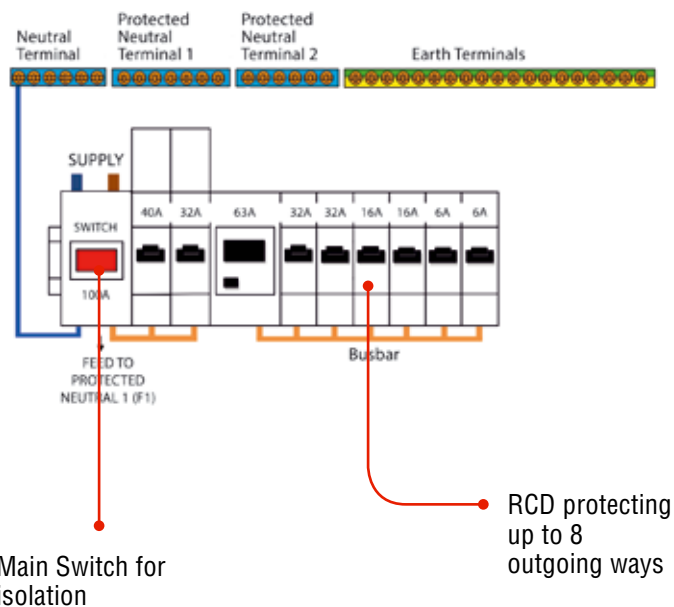 Neutral
Terminal
Protected
Neutral
Terminal 1
Protected
Neutral
Terminal 2
Earth Terminals
SUPPLY
SWITCH
100A
40A
32A
63A
32A
32A
16A
16A
6A
6A
FEED TO
PROTECTED
NEUTRAL 1 (F1)
Busbar
RCD protecting
up to 8
outgoing ways
Main Switch for
isolation